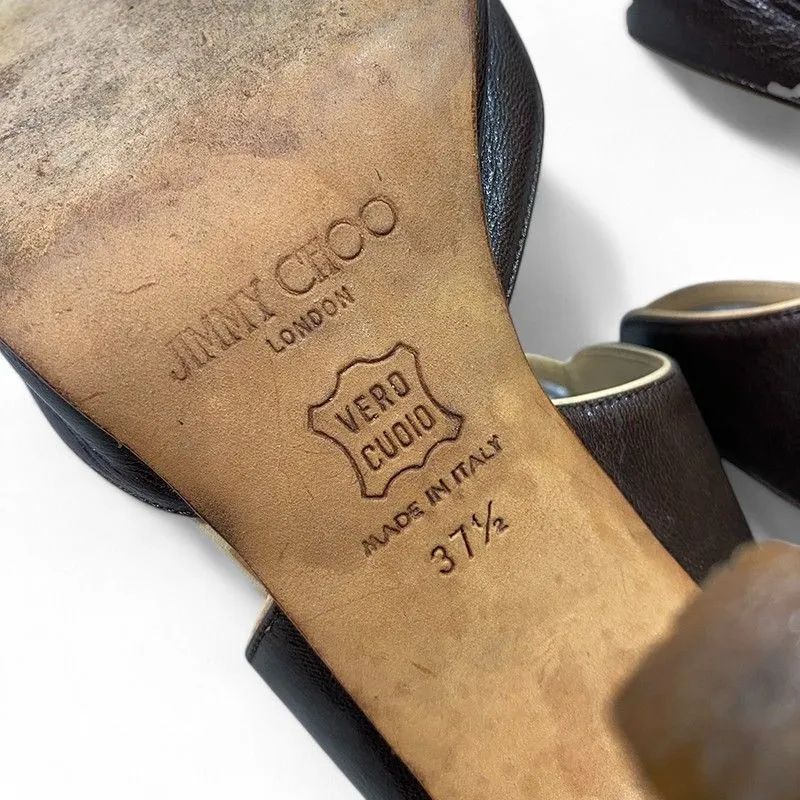 JIMMY CHOO
LONDON
VERO
CUOIO
MADE IN ITALY
37½